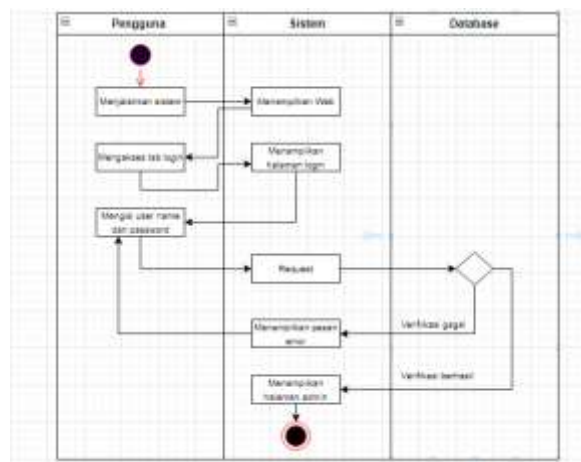 Pengguna
Sistem
Database
Menjalankan sistem
Menampilkan Web
Mengakses tab login
Menampilkan
halaman login
Mengisi user name
dan password
Request
Menampilkan pesan
error
Verifikasi gagal
Verifikasi berhasil
Menampilkan
halaman admin